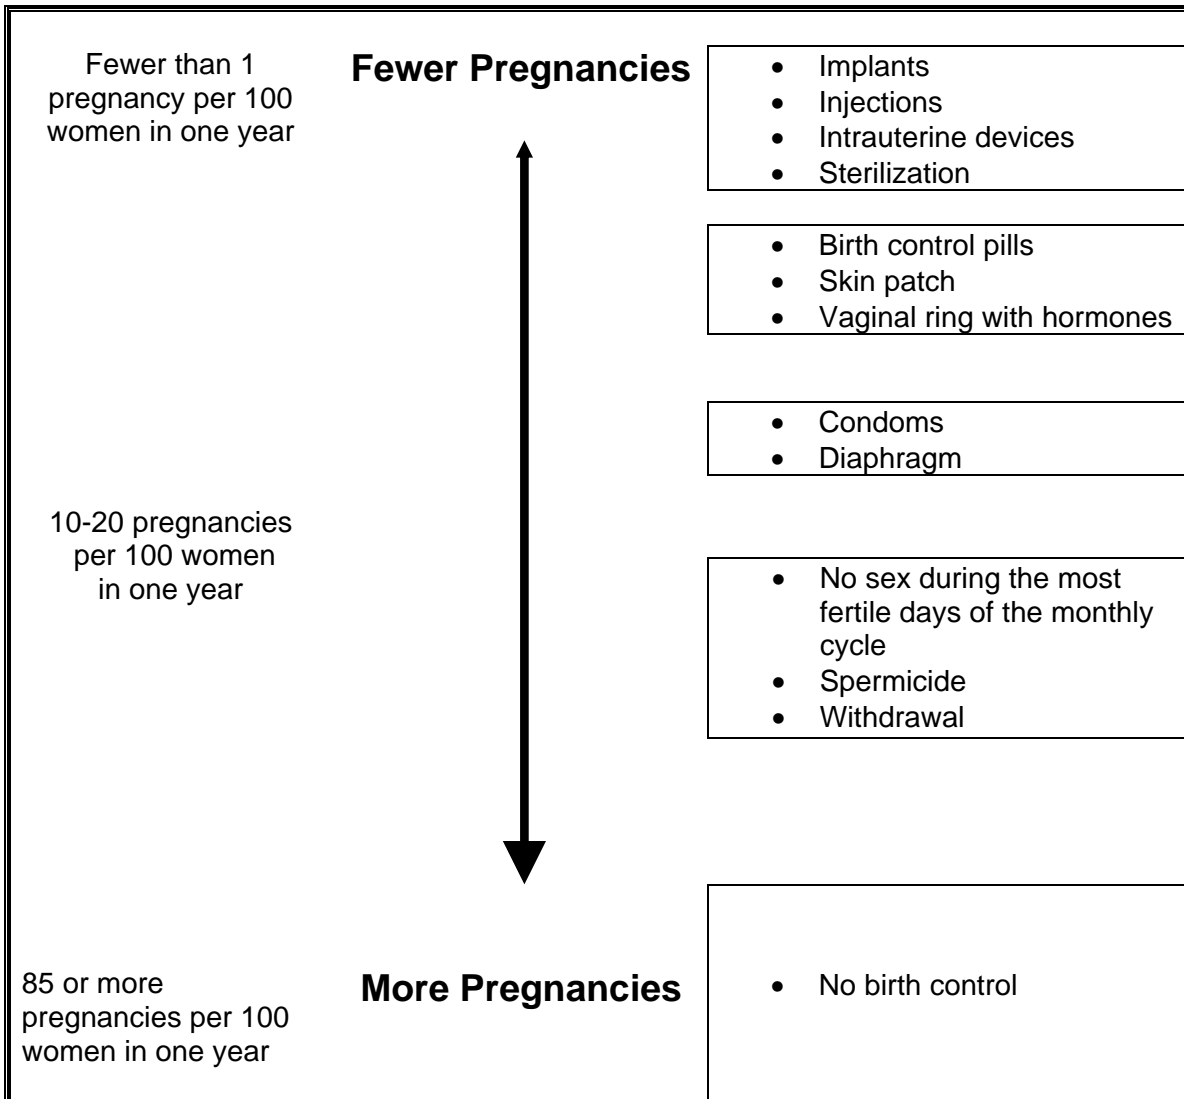 Fewer than 1
pregnancy per 100
women in one year
Fewer Pregnancies
• Implants
• Injections
• Intrauterine devices
• Sterilization
• Birth control pills
• Skin patch
• Vaginal ring with hormones
• Condoms
• Diaphragm
10-20 pregnancies
per 100 women
in one year
• No sex during the most
fertile days of the monthly
cycle
• Spermicide
• Withdrawal
85 or more
pregnancies per 100
women in one year
More Pregnancies
• No birth control